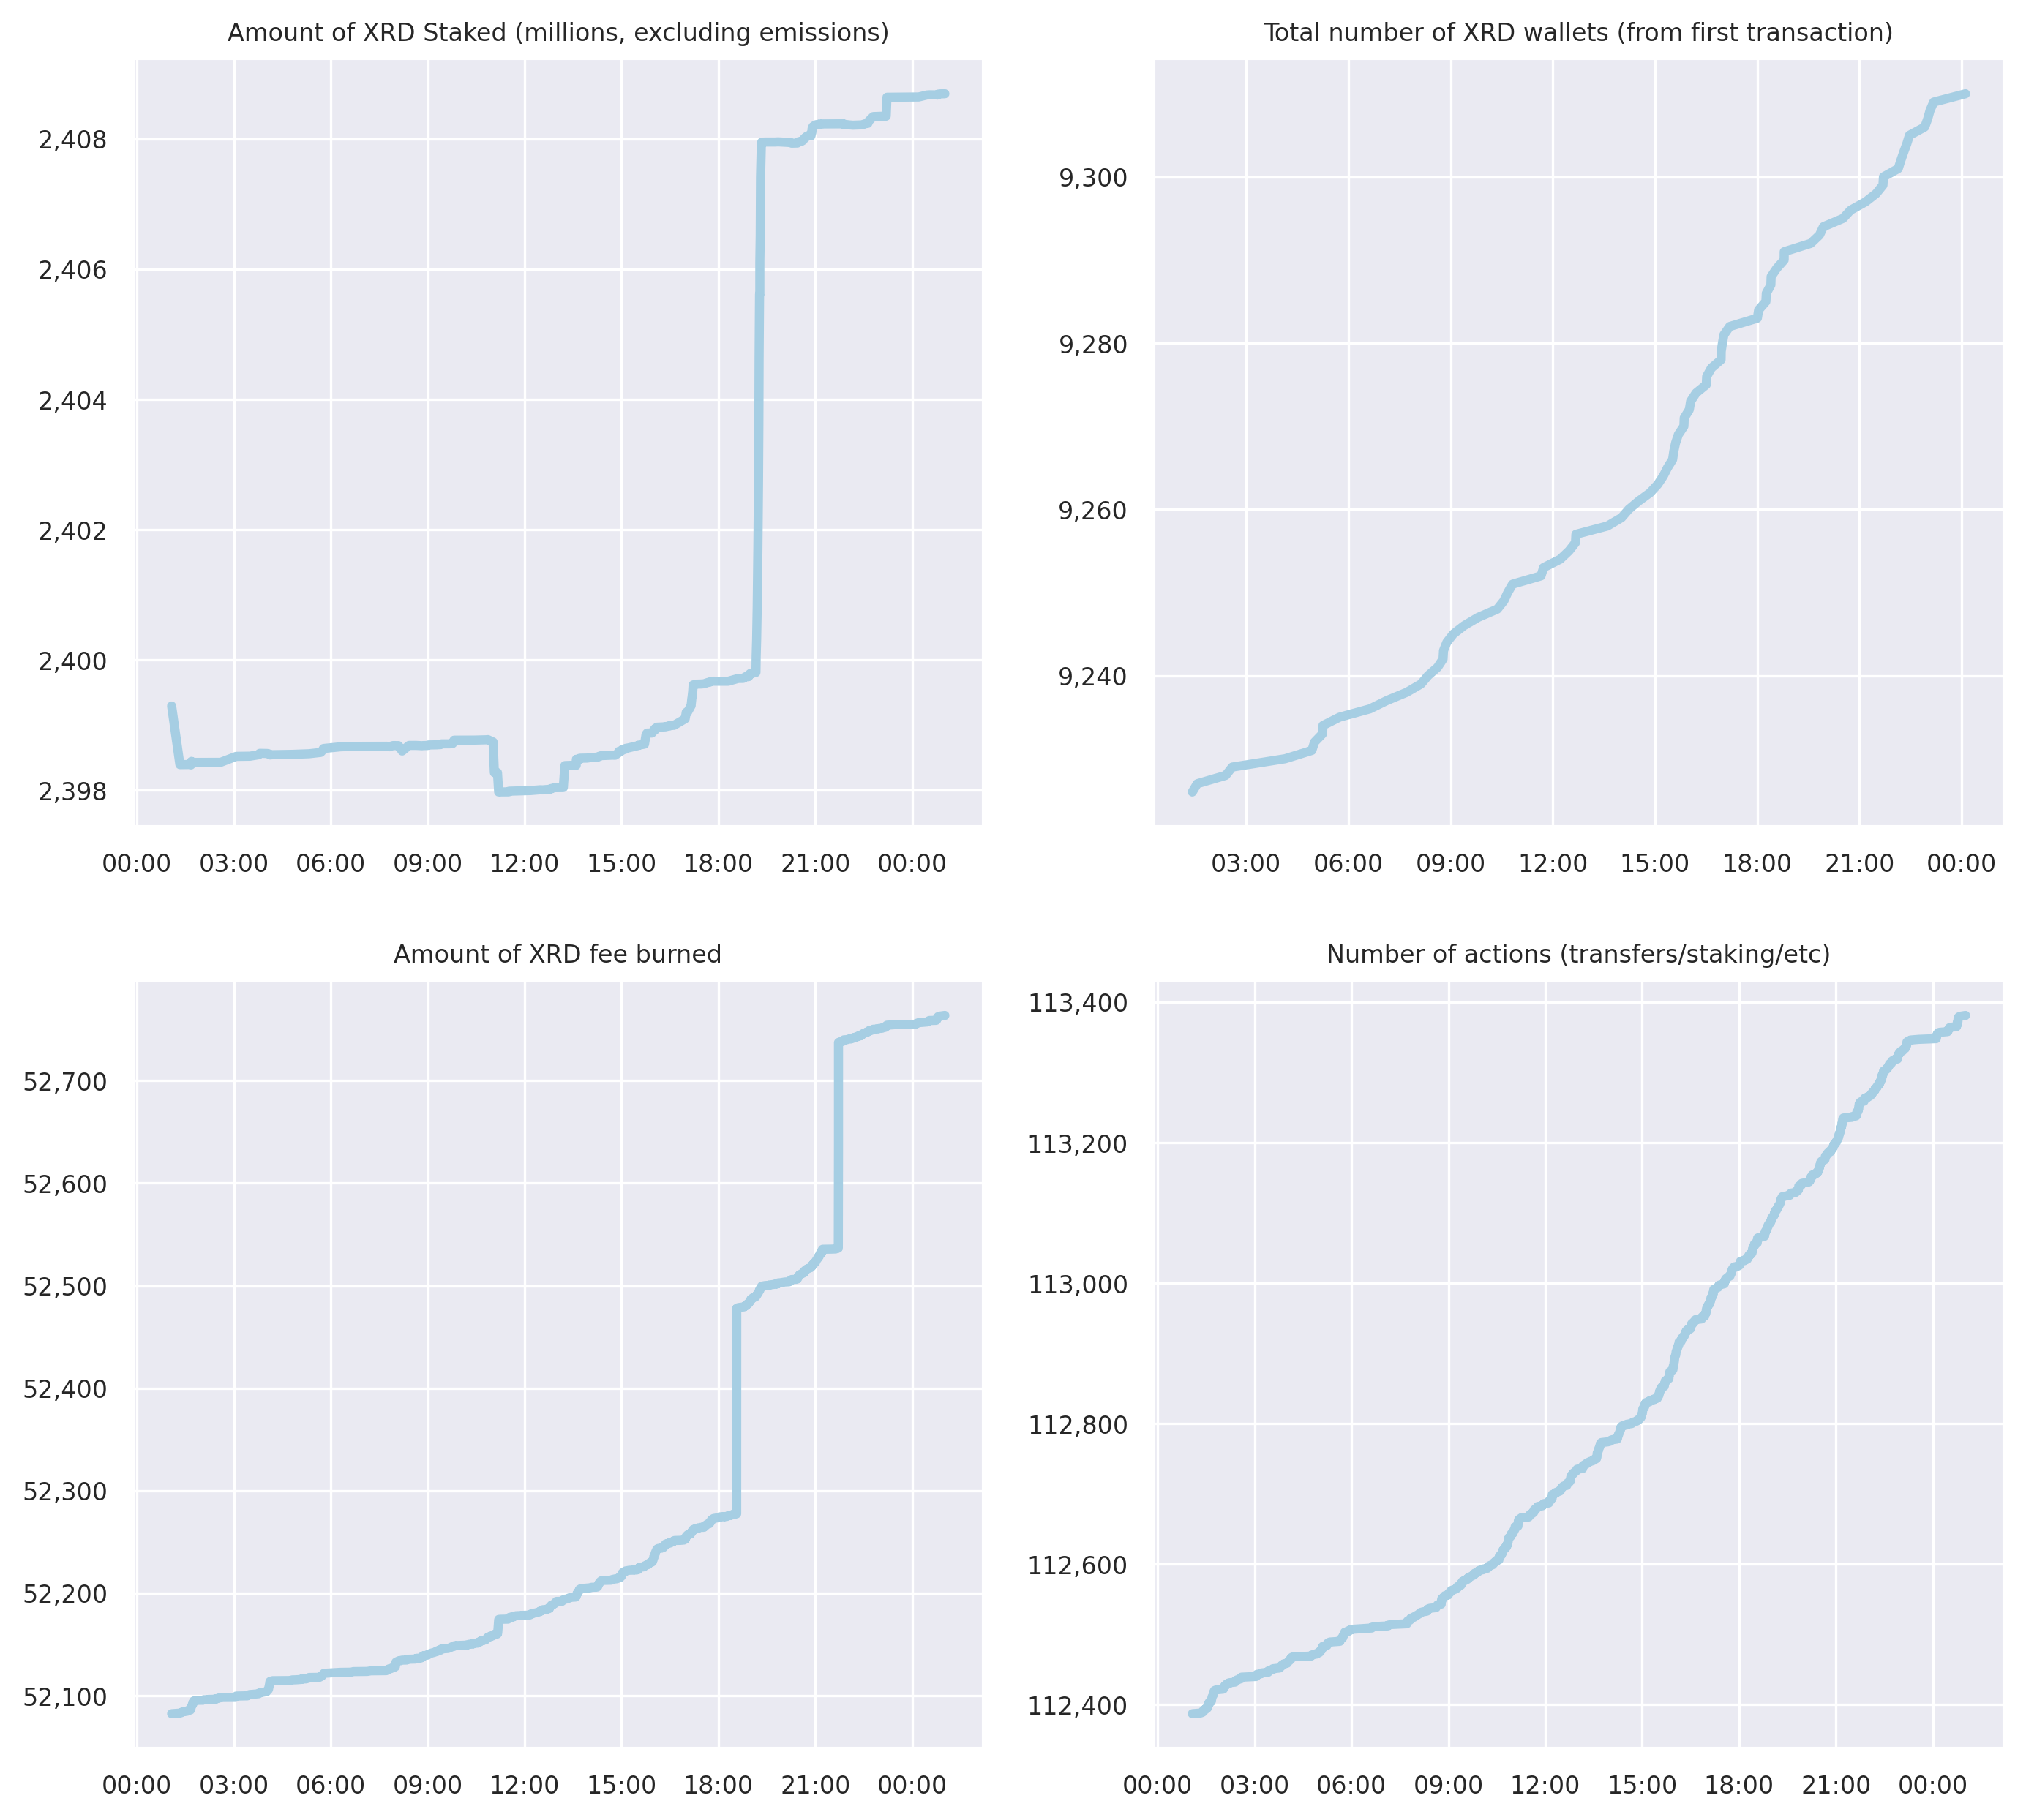 Amount of XRD Staked (millions, excluding emissions)
2,408
2,406
2,404
2,402
2,400
2,398
00:00 03:00 06:00 09:00 12:00 15:00 18:00 21:00 00:00
Total number of XRD wallets (from first transaction)
9,300
9,280
9,260
9,240
03:00 06:00 09:00 12:00 15:00 18:00 21:00 00:00
Amount of XRD fee burned
52,700
52,600
52,500
52,400
52,300
52,200
52,100
00:00 03:00 06:00 09:00 12:00 15:00 18:00 21:00 00:00
Number of actions (transfers/staking/etc)
113,400
113,200
113,000
112,800
112,600
112,400
00:00 03:00 06:00 09:00 12:00 15:00 18:00 21:00 00:00